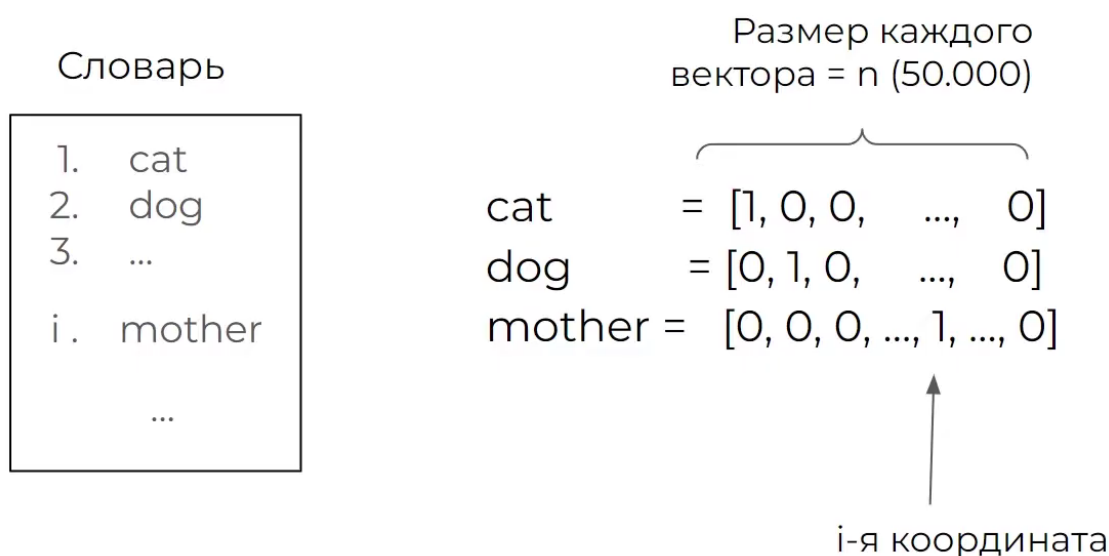 Словарь
1. cat
2. dog
3. ...
i. mother
...
Размер каждого
вектора = n (50.000)
cat = [1, 0, 0, ..., 0]
dog = [0, 1, 0, ..., 0]
mother = [0, 0, 0, ..., 1, ..., 0]
i-я координата